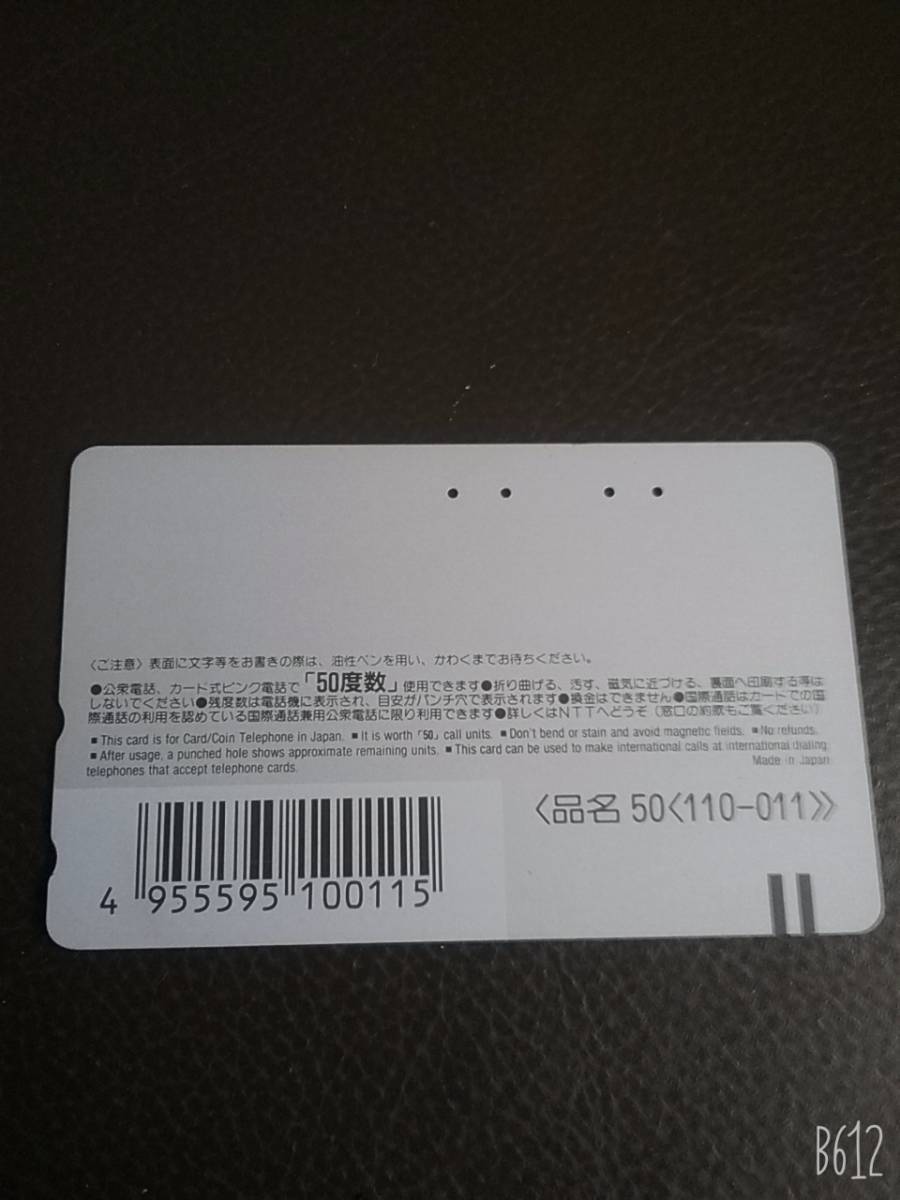 〈ご注意〉表面に文字等をお書きの際は、油性ペンを用い、かわくまでお待ちください。
●公衆電話、カード式ピンク電話で「50度数」使用できます●折り曲げる、汚す、磁気に近づける、裏面へ印刷する等は
しないでください●残度数は電話機に表示され、目安がパンチ穴で表示されます●換金はできません●国際通話はカードでの国
際通話の利用を認めている国際通話兼用公衆電話に限り利用できます●詳しくはNTTへどうぞ(窓口の約款もご覧ください)
■This card is for Card/Coin Telephone in Japan. ■It is worth「50」call units. ■Don't bend or stain and avoid magnetic fields. ■No refunds.
■After usage, a punched hole shows approximate remaining units. ■This card can be used to make international calls at international dialing
telephones that accept telephone cards. Made in Japan
〈品名 50〈110-011〉〉
4 955595 100115
B612